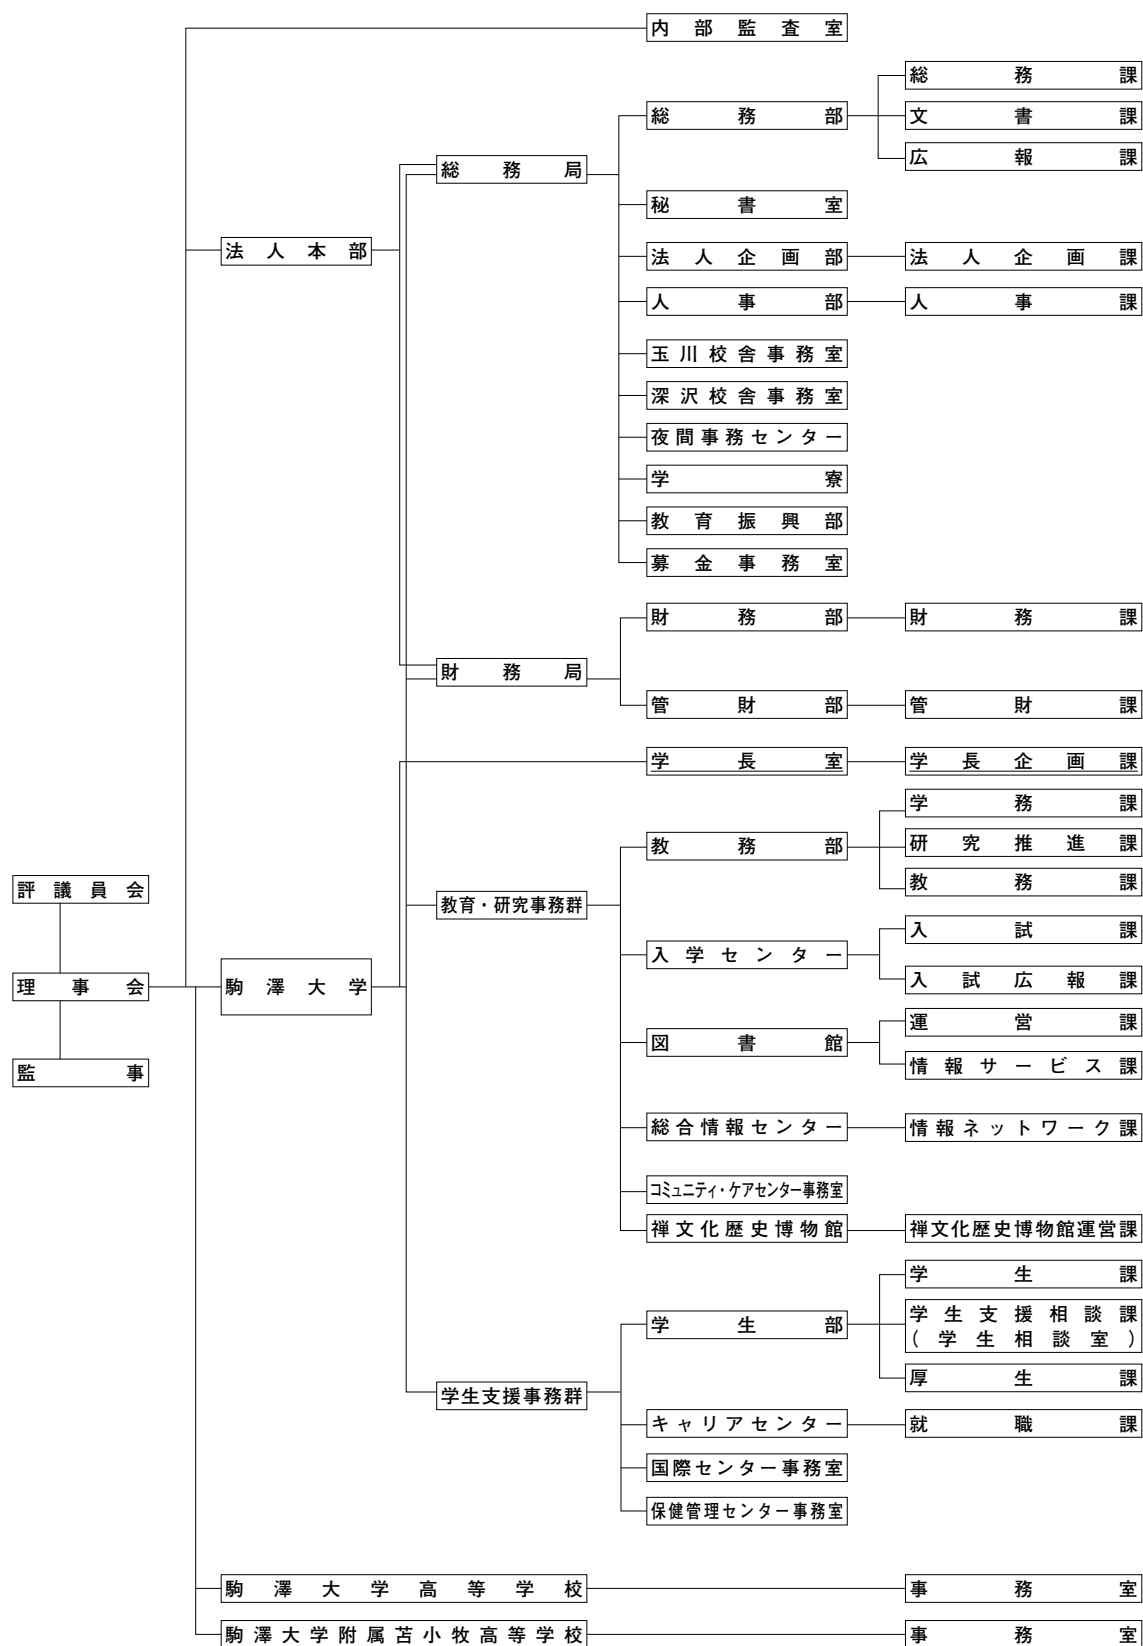 内部監査室
総務課
総務部
文書課
広報課
総務局
秘書室
法人本部
法人企画部
法人企画課
人事部
人事課
玉川校舎事務室
深沢校舎事務室
夜間事務センター
学寮
教育振興部
募金事務室
財務部
財務課
財務局
管財部
管財課
学長室
学長企画課
学務課
教務部
研究推進課
教務課
評議員会
教育・研究事務群
入試課
入学センター
入試広報課
理事会
駒澤大学
運営課
図書館
情報サービス課
監事
総合情報センター
情報ネットワーク課
コミュニティ・ケアセンター事務室
禅文化歴史博物館
禅文化歴史博物館運営課
学生課
学生部
学生支援相談課
(学生相談室)
厚生課
学生支援事務群
キャリアセンター
就職課
国際センター事務室
保健管理センター事務室
駒澤大学高等学校
事務室
駒澤大学附属苫小牧高等学校
事務室